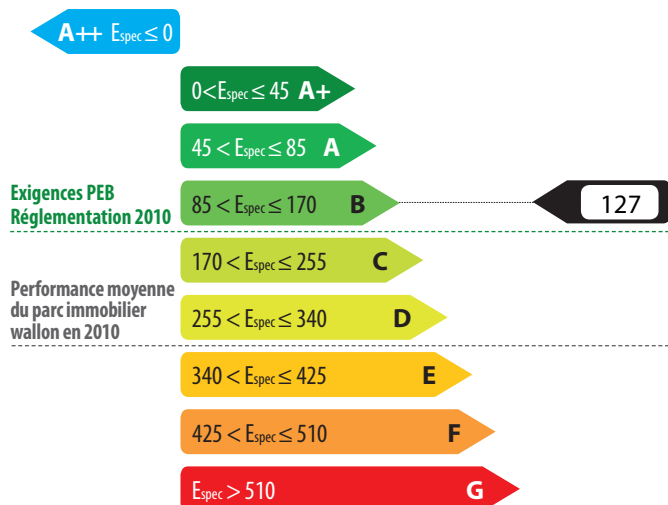 A++ Espec ≤ 0
0<Espec ≤ 45 A+
45 < Espec ≤ 85 A
Exigences PEB
Réglementation 2010
85 < Espec ≤ 170 B
127
170 < Espec ≤ 255 C
Performance moyenne
du parc immobilier
wallon en 2010
255 < Espec ≤ 340 D
340 < Espec ≤ 425 E
425 < Espec ≤ 510 F
Espec > 510 G